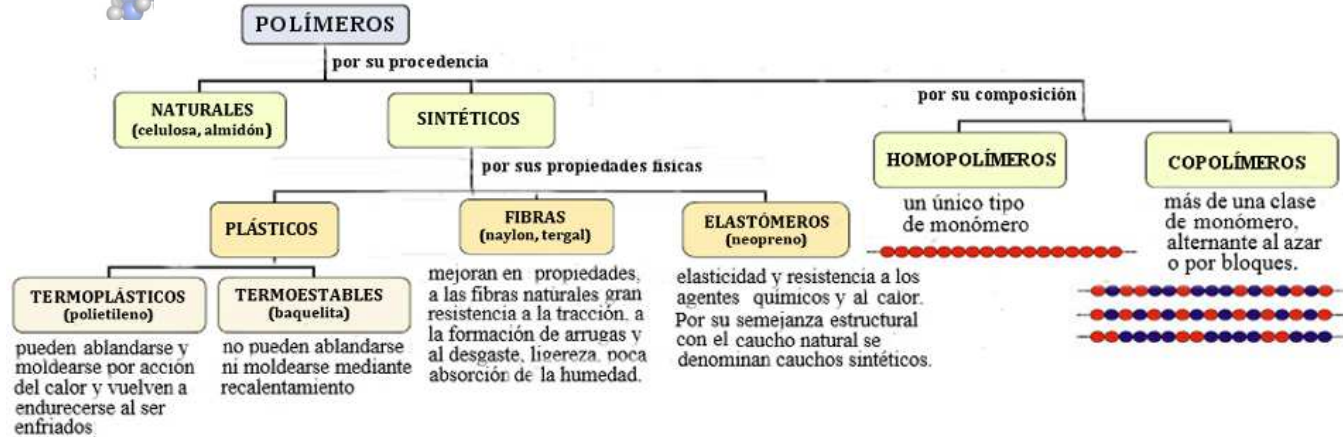 POLÍMEROS
por su procedencia
por su composición
NATURALES
(celulosa, almidón)
SINTÉTICOS
HOMOPOLÍMEROS
COPOLÍMEROS
por sus propiedades físicas
un único tipo
de monómero
más de una clase
de monómero,
alternante al azar
o por bloques.
PLÁSTICOS
FIBRAS
(naylon, tergal)
ELASTÓMEROS
(neopreno)
mejoran en propiedades,
a las fibras naturales gran
resistencia a la tracción, a
la formación de arrugas y
al desgaste, ligereza, poca
absorción de la humedad.
elasticidad y resistencia a los
agentes químicos y al calor.
Por su semejanza estructural
con el caucho natural se
denominan cauchos sintéticos.
TERMOPLÁSTICOS
(polietileno)
TERMOESTABLES
(baquelita)
pueden ablandarse y
moldearse por acción
del calor y vuelven a
endurecerse al ser
enfriados
no pueden ablandarse
ni moldearse mediante
recalentamiento